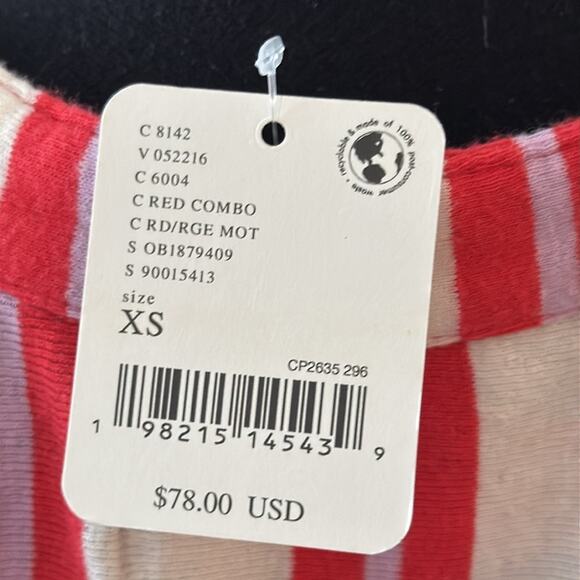 C 8142
V 052216
C 6004
C RED COMBO
C RD/RGE MOT
S OB1879409
S 90015413
size
XS
recyclable & made of 100% post-consumer waste •
CP2635 296
1 98215 14543 9
$78.00 USD